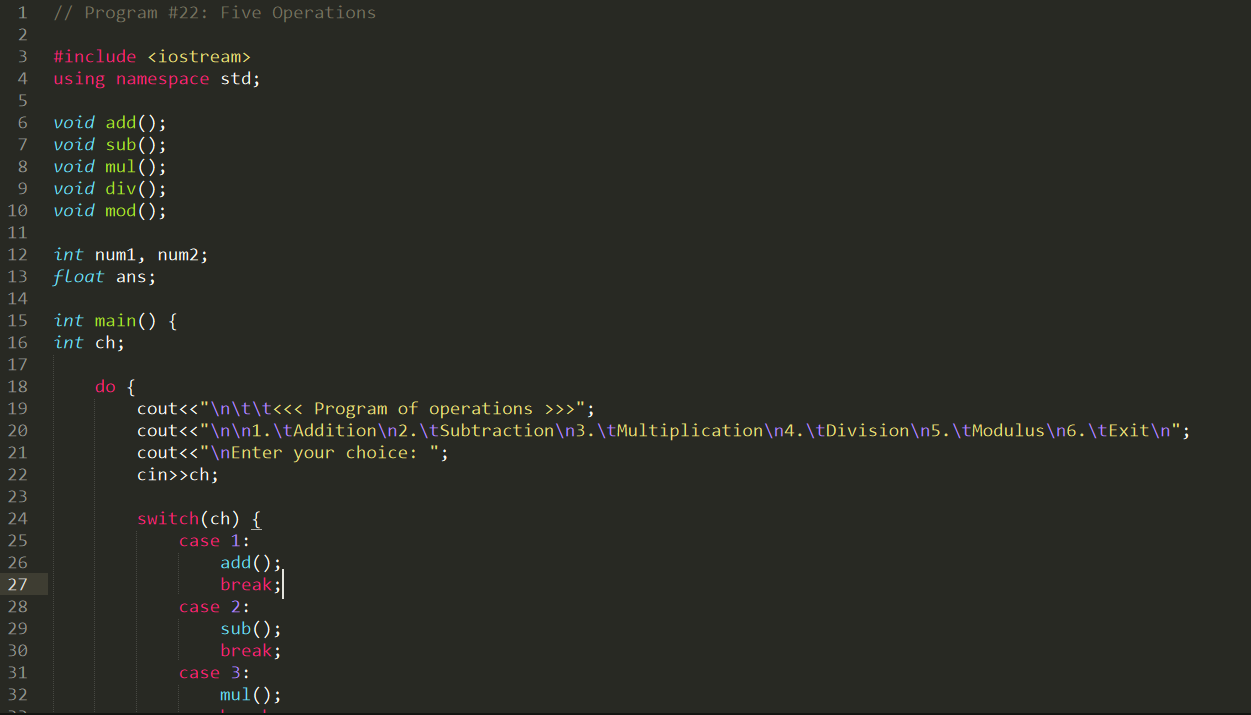 1 // Program #22: Five Operations
2
3 #include <iostream>
4 using namespace std;
5
6 void add();
7 void sub();
8 void mul();
9 void div();
10 void mod();
11
12 int num1, num2;
13 float ans;
14
15 int main() {
16 int ch;
17
18 do {
19 cout<<"\n\t\t<<< Program of operations >>>";
20 cout<<"\n\n1.\tAddition\n2.\tSubtraction\n3.\tMultiplication\n4.\tDivision\n5.\tModulus\n6.\tExit\n";
21 cout<<"\nEnter your choice: ";
22 cin>>ch;
23
24 switch(ch) {
25 case 1:
26 add();
27 break;
28 case 2:
29 sub();
30 break;
31 case 3:
32 mul();